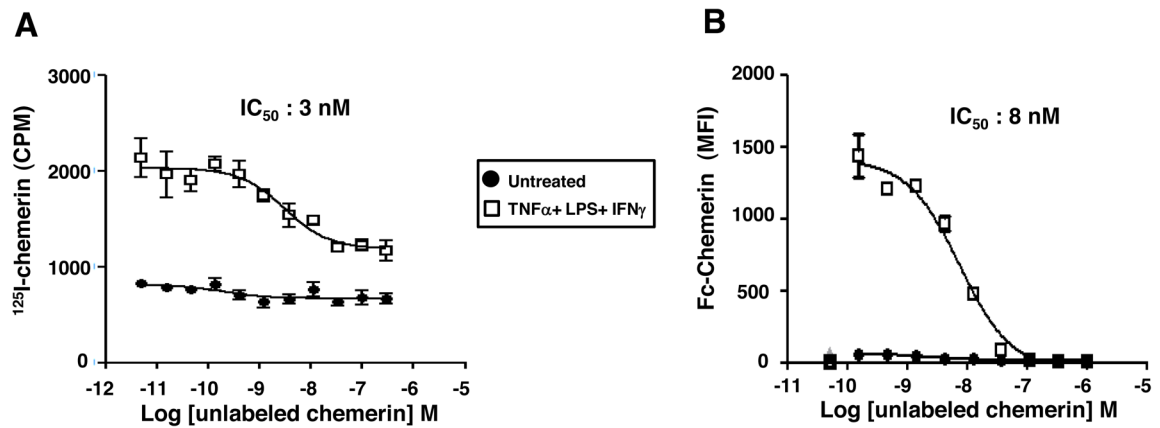 A
3000
2000
1000
0
¹²⁵I-chemerin (CPM)
IC₅₀ : 3 nM
-12 -11 -10 -9 -8 -7 -6 -5
Log [unlabeled chemerin] M
Untreated
TNFα+ LPS+ IFNγ
B
2000
1500
1000
500
0
Fc-Chemerin (MFI)
IC₅₀ : 8 nM
-11 -10 -9 -8 -7 -6 -5
Log [unlabeled chemerin] M